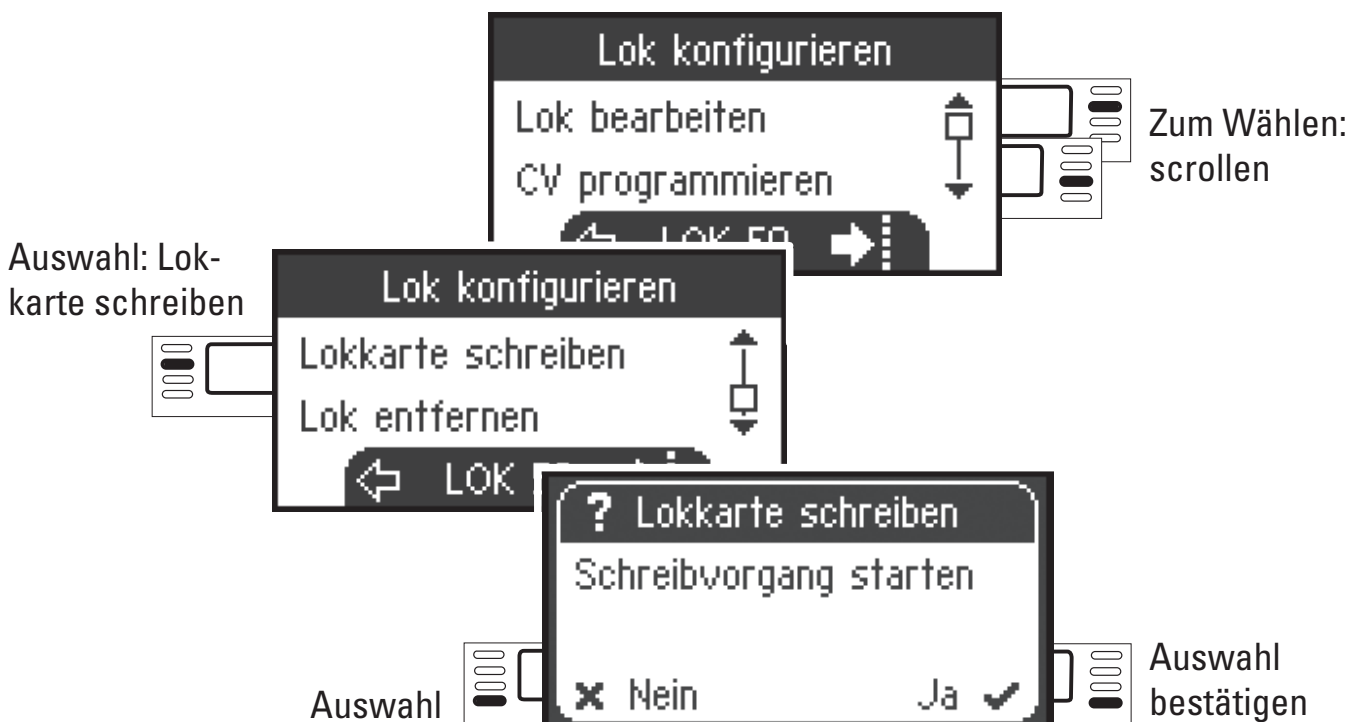 Lok konfigurieren
Lok bearbeiten
CV programmieren
Zum Wählen:
scrollen
Auswahl: Lok-
karte schreiben
Lok konfigurieren
Lokkarte schreiben
Lok entfernen
LOK
? Lokkarte schreiben
Schreibvorgang starten
Nein Ja
Auswahl
Auswahl
bestätigen